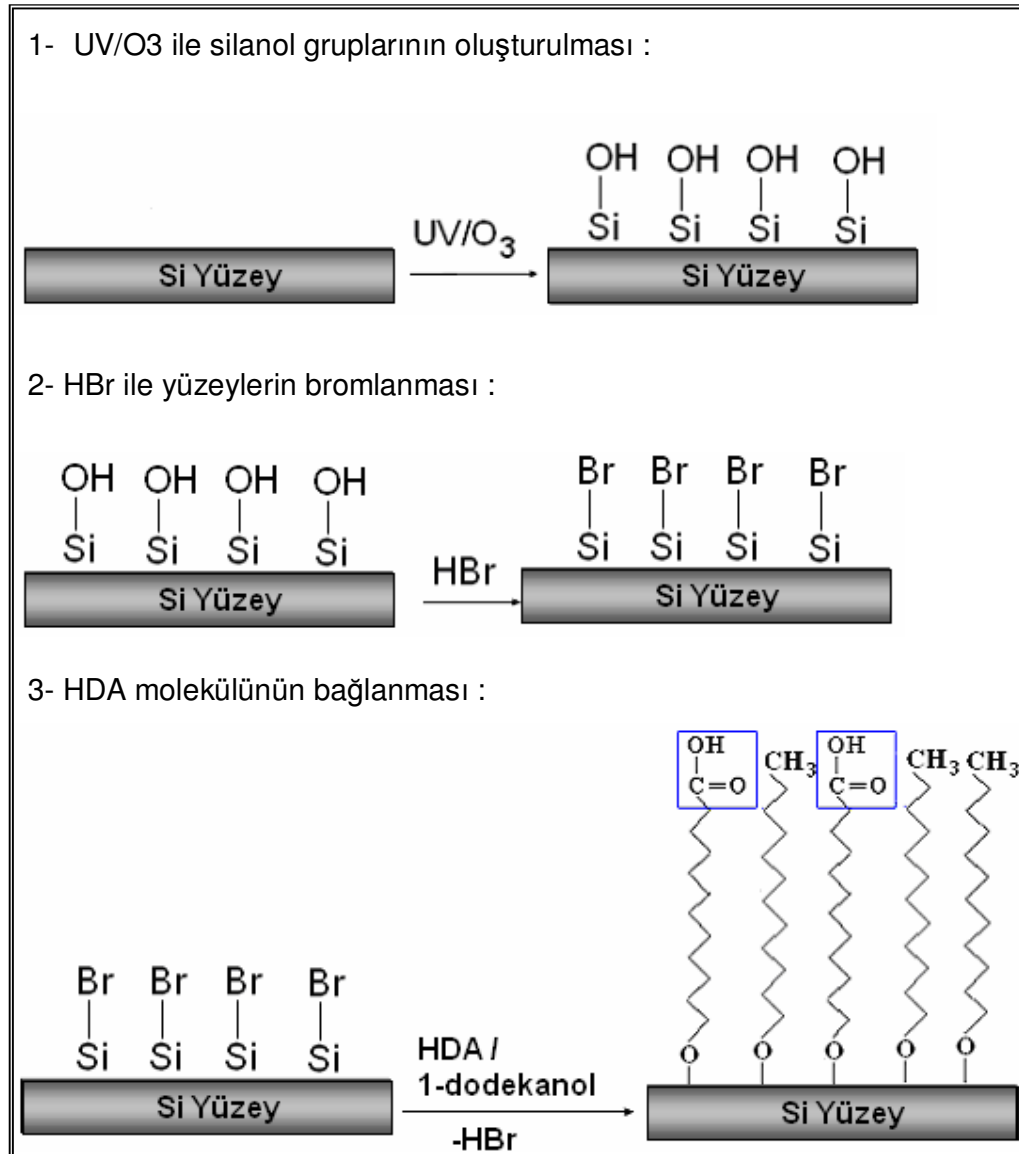 1- UV/O3 ile silanol gruplarının oluşturulması :
OH OH OH OH
Si Si Si Si
UV/O3
Si Yüzey
Si Yüzey
2- HBr ile yüzeylerin bromlanması :
OH OH OH OH
Si Si Si Si
Si Yüzey
HBr
Br Br Br Br
Si Si Si Si
Si Yüzey
3- HDA molekülünün bağlanması :
OH
C=O
CH3
OH
C=O
CH3 CH3
Br Br Br Br
Si Si Si Si
Si Yüzey
HDA /
1-dodekanol
-HBr
O O O O O
Si Yüzey